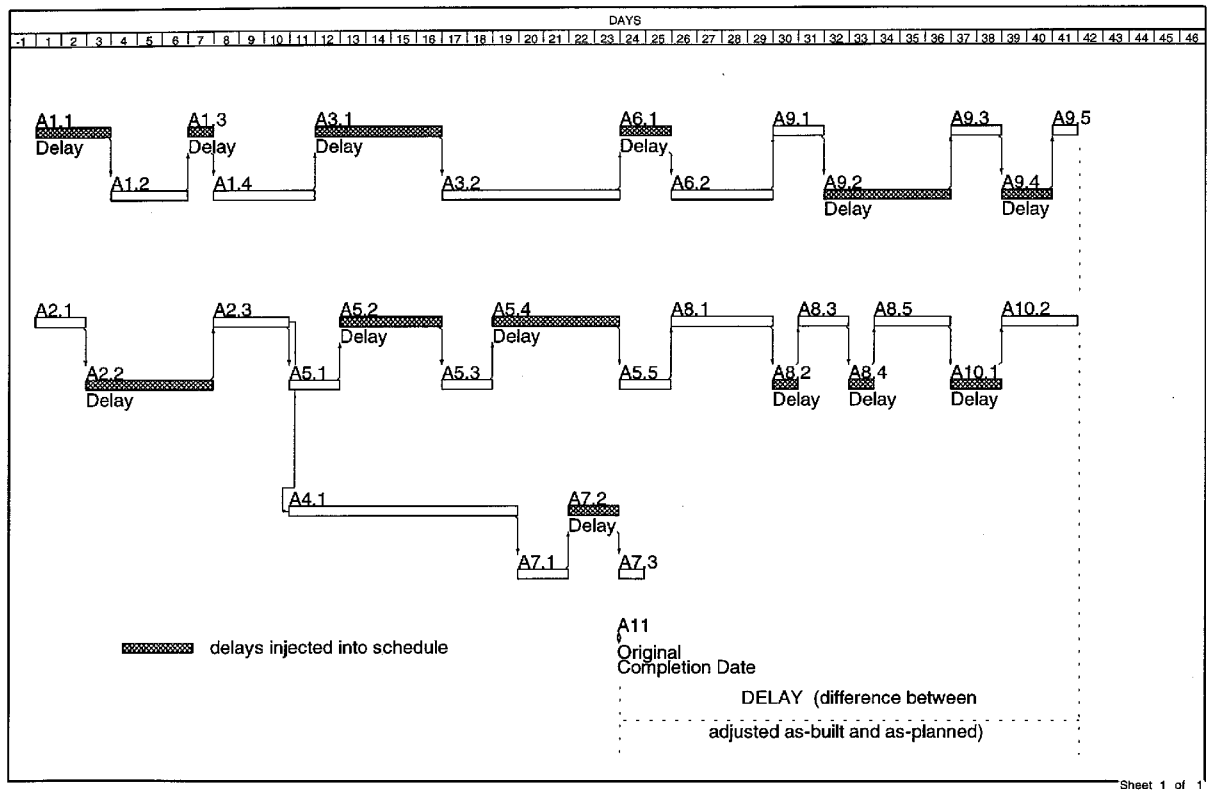 DAYS
-1 1 2 3 4 5 6 7 8 9 10 11 12 13 14 15 16 17 18 19 20 21 22 23 24 25 26 27 28 29 30 31 32 33 34 35 36 37 38 39 40 41 42 43 44 45 46
A1.1 A1.3 A3.1 A6.1 A9.1 A9.3 A9.5
Delay Delay Delay Delay
A1.2 A1.4 A3.2 A6.2 A9.2 A9.4
Delay Delay
A2.1 A2.3 A5.2 A5.4 A8.1 A8.3 A8.5 A10.2
Delay Delay
A2.2 A5.1 A5.3 A5.5 A8.2 A8.4 A10.1
Delay Delay Delay Delay
A4.1 A7.2
Delay
A7.1 A7.3
A11
delays injected into schedule
Original
Completion Date
DELAY (difference between
adjusted as-built and as-planned)
Sheet 1 of 1